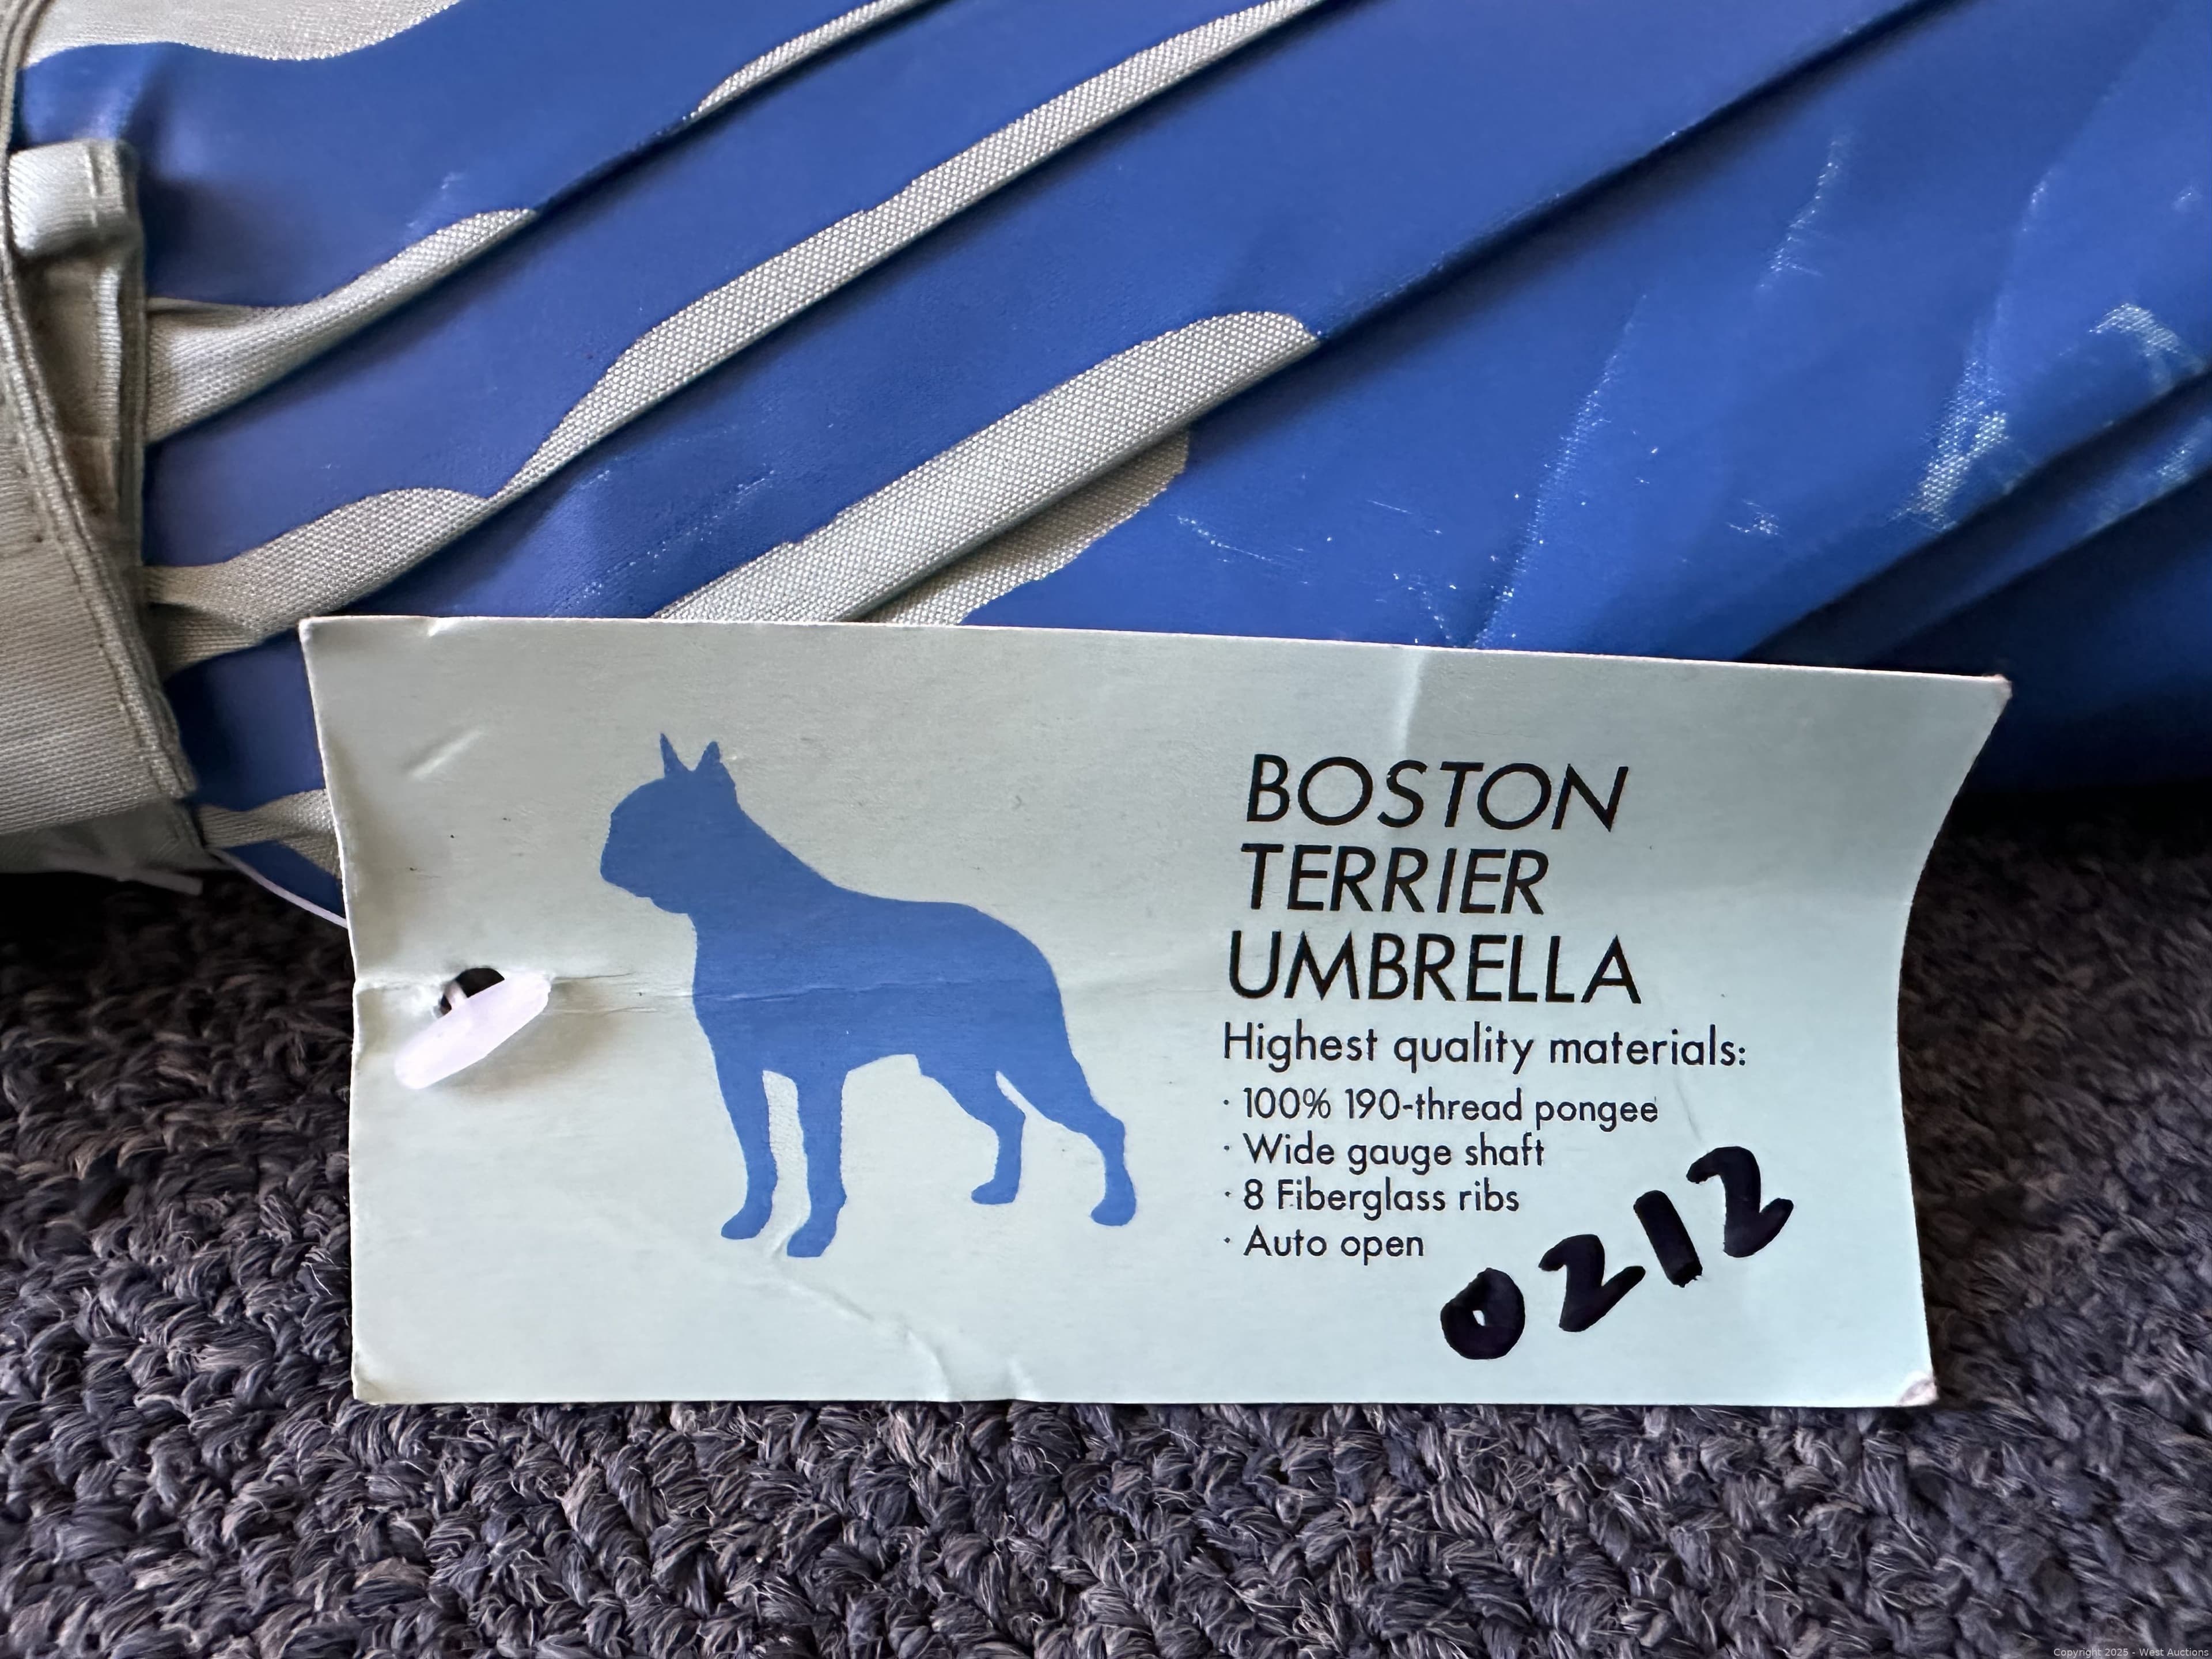 BOSTON
TERRIER
UMBRELLA
Highest quality materials:
· 100% 190-thread pongee
· Wide gauge shaft
· 8 Fiberglass ribs
· Auto open
0212
Copyright 2025 - West Auctions